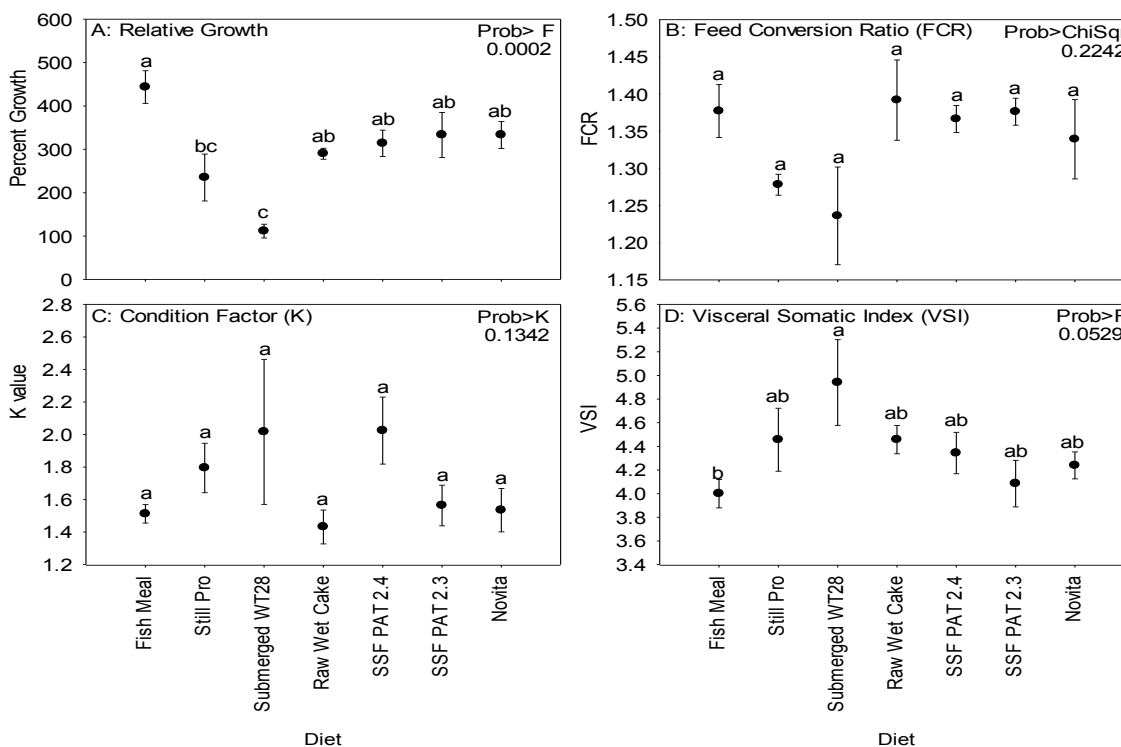 A: Relative Growth
Prob> F
0.0002
Percent Growth
600
500
400
300
200
100
0
a
bc
c
ab
ab
ab
ab
B: Feed Conversion Ratio (FCR)
Prob>ChiSq
0.2242
FCR
1.50
1.45
1.40
1.35
1.30
1.25
1.20
1.15
a
a
a
a
a
a
a
C: Condition Factor (K)
Prob>K
0.1342
K value
2.8
2.6
2.4
2.2
2.0
1.8
1.6
1.4
1.2
a
a
a
a
a
a
a
Fish Meal
Still Pro
Submerged WT28
Raw Wet Cake
SSF PAT 2.4
SSF PAT 2.3
Novita
Diet
D: Visceral Somatic Index (VSI)
Prob>F
0.0529
VSI
5.6
5.4
5.2
5.0
4.8
4.6
4.4
4.2
4.0
3.8
3.6
3.4
b
ab
a
ab
ab
ab
ab
Fish Meal
Still Pro
Submerged WT28
Raw Wet Cake
SSF PAT 2.4
SSF PAT 2.3
Novita
Diet